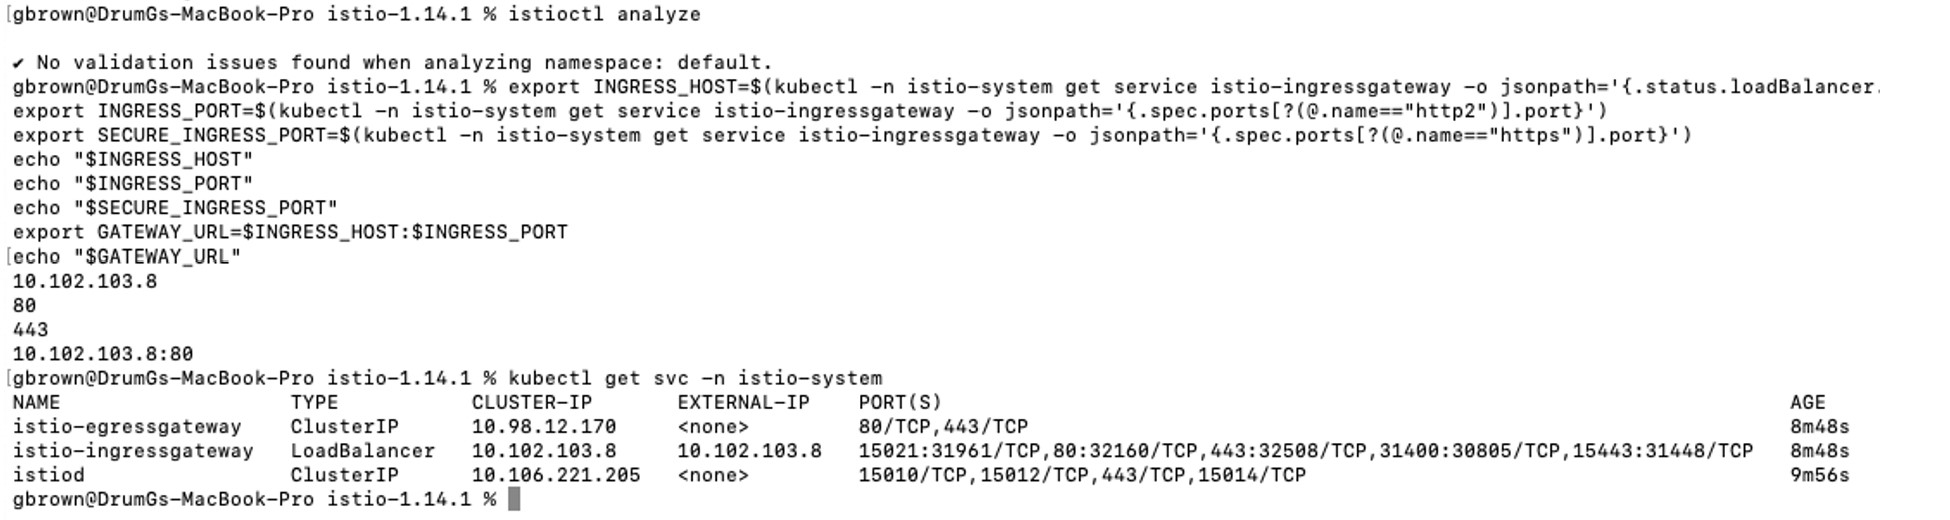 [gbrown@DrumGs-MacBook-Pro istio-1.14.1 % istioctl analyze
✔ No validation issues found when analyzing namespace: default.
gbrown@DrumGs-MacBook-Pro istio-1.14.1 % export INGRESS_HOST=$(kubectl -n istio-system get service istio-ingressgateway -o jsonpath='{.status.loadBalancer.
export INGRESS_PORT=$(kubectl -n istio-system get service istio-ingressgateway -o jsonpath='{.spec.ports[?(@.name=="http2")].port}')
export SECURE_INGRESS_PORT=$(kubectl -n istio-system get service istio-ingressgateway -o jsonpath='{.spec.ports[?(@.name=="https")].port}')
echo "$INGRESS_HOST"
echo "$INGRESS_PORT"
echo "$SECURE_INGRESS_PORT"
export GATEWAY_URL=$INGRESS_HOST:$INGRESS_PORT
[echo "$GATEWAY_URL"
10.102.103.8
80
443
10.102.103.8:80
[gbrown@DrumGs-MacBook-Pro istio-1.14.1 % kubectl get svc -n istio-system
NAME TYPE CLUSTER-IP EXTERNAL-IP PORT(S) AGE
istio-egressgateway ClusterIP 10.98.12.170 <none> 80/TCP,443/TCP 8m48s
istio-ingressgateway LoadBalancer 10.102.103.8 10.102.103.8 15021:31961/TCP,80:32160/TCP,443:32508/TCP,31400:30805/TCP,15443:31448/TCP 8m48s
istiod ClusterIP 10.106.221.205 <none> 15010/TCP,15012/TCP,443/TCP,15014/TCP 9m56s
gbrown@DrumGs-MacBook-Pro istio-1.14.1 %